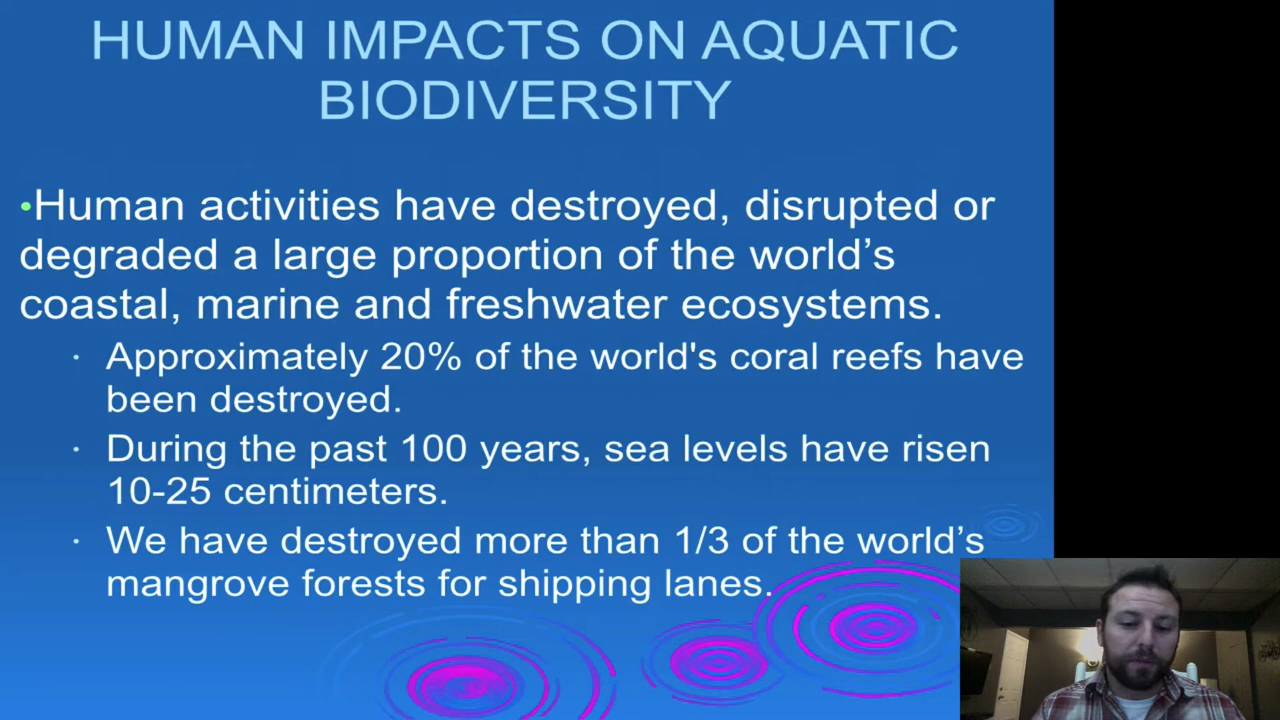 HUMAN IMPACTS ON AQUATIC
BIODIVERSITY
•Human activities have destroyed, disrupted or
degraded a large proportion of the world’s
coastal, marine and freshwater ecosystems.
· Approximately 20% of the world's coral reefs have
been destroyed.
· During the past 100 years, sea levels have risen
10-25 centimeters.
· We have destroyed more than 1/3 of the world’s
mangrove forests for shipping lanes.